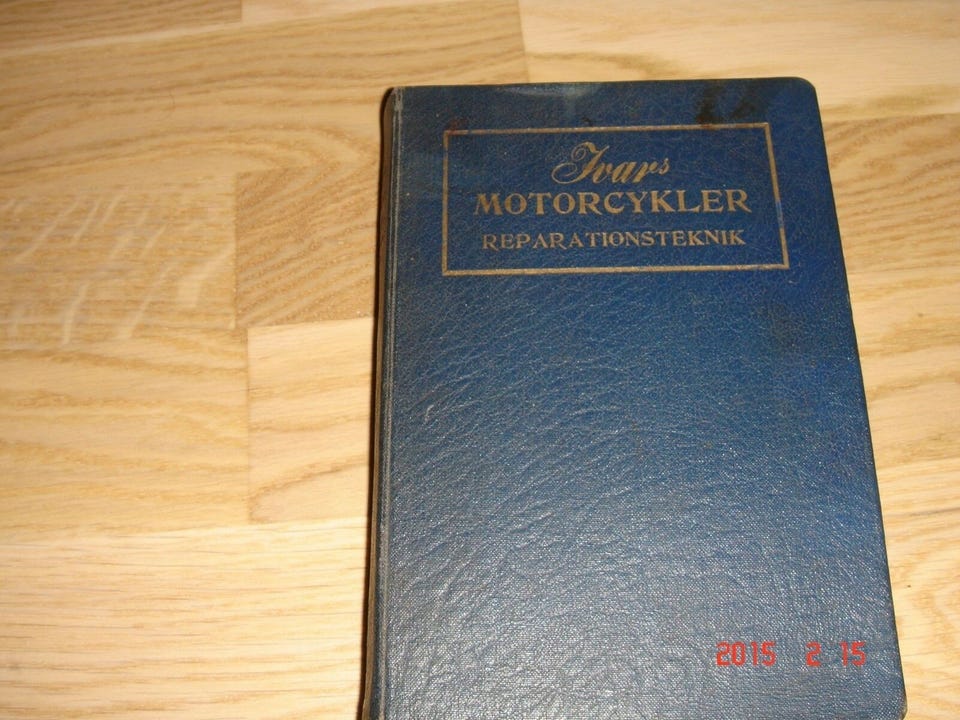 Ivars
MOTORCYKLER
REPARATIONSTEKNIK
2015 2 15